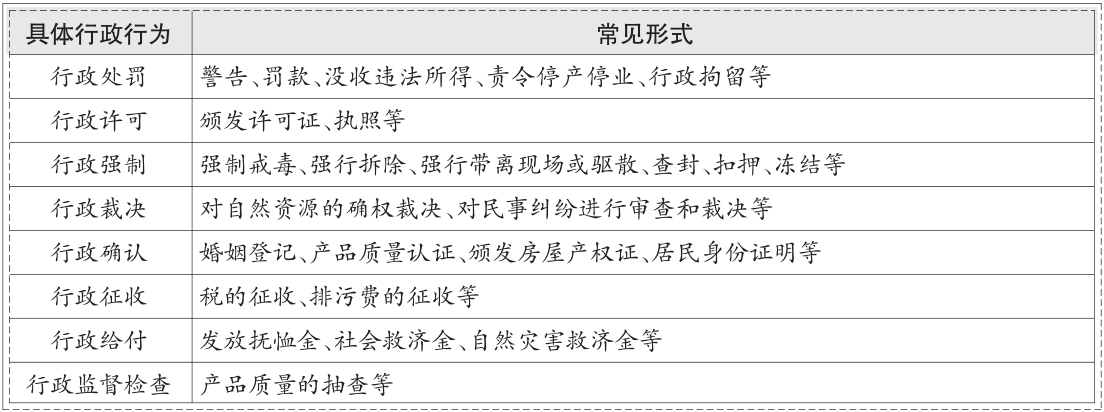 具体行政行为 常见形式
行政处罚 警告、罚款、没收违法所得、责令停产停业、行政拘留等
行政许可 颁发许可证、执照等
行政强制 强制戒毒、强行拆除、强行带离现场或驱散、查封、扣押、冻结等
行政裁决 对自然资源的确权裁决、对民事纠纷进行审查和裁决等
行政确认 婚姻登记、产品质量认证、颁发房屋产权证、居民身份证明等
行政征收 税的征收、排污费的征收等
行政给付 发放抚恤金、社会救济金、自然灾害救济金等
行政监督检查 产品质量的抽查等